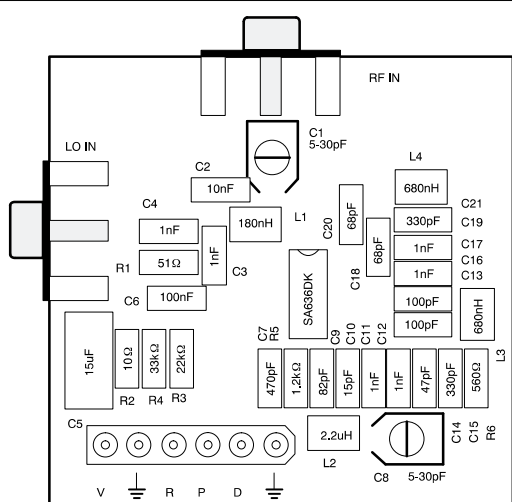 RF IN
LO IN
C1
5-30pF
C2
10nF
L4
680nH
C4
1nF
180nH
L1
C20
68pF
330pF
C21
C19
R1
51Ω
1nF
C3
C18
68pF
1nF
C17
C16
1nF
C13
C6
100nF
SA636DK
100pF
100pF
680nH
L3
15uF
10Ω
33kΩ
22kΩ
C7
R5
C9
C10
C11
C12
470pF
1.2kΩ
82pF
15pF
1nF
1nF
47pF
330pF
560Ω
R2
R4
R3
C5
2.2uH
L2
C14
C15
R6
C8
5-30pF
V
R
P
D